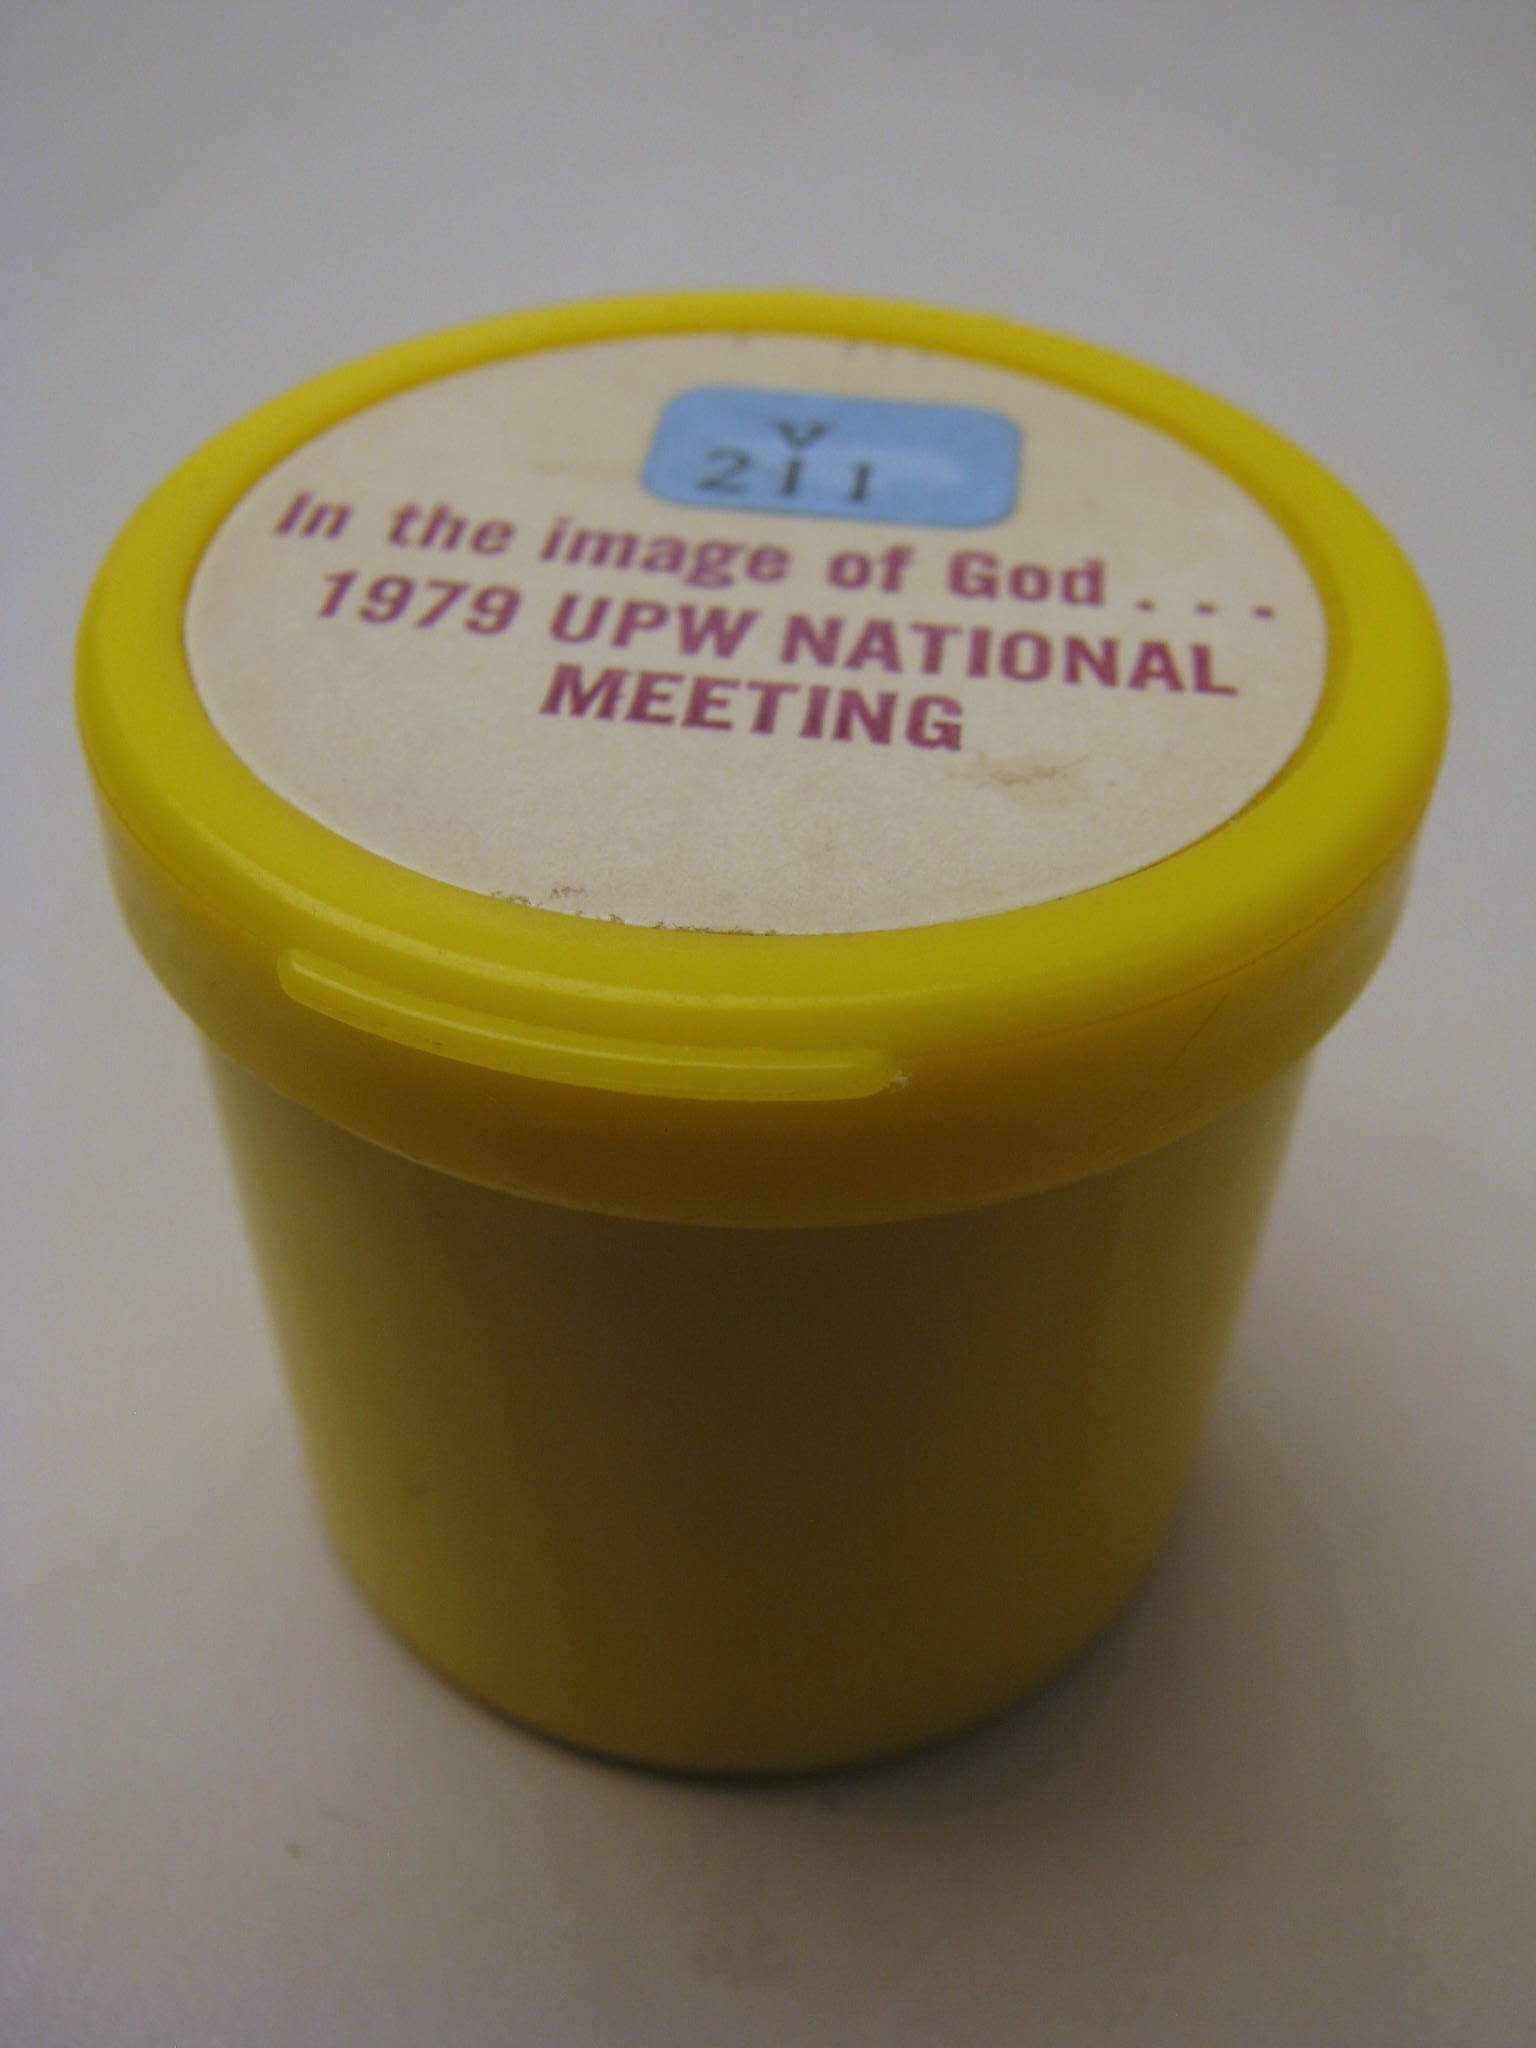 V
211
In the image of God . . .
1979 UPW NATIONAL
MEETING